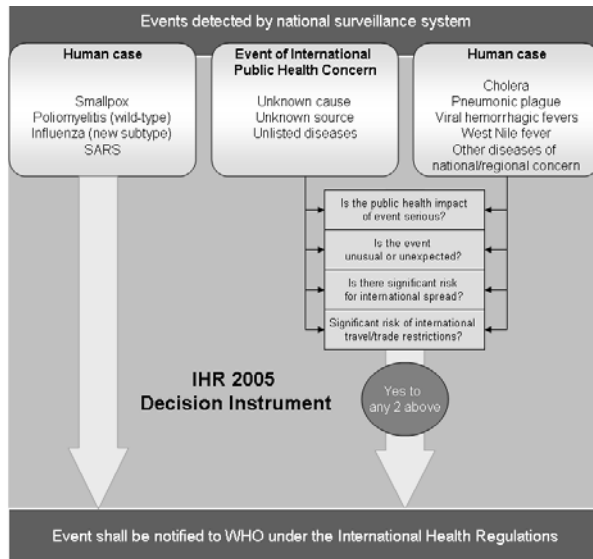 Events detected by national surveillance system
Human case
Smallpox
Poliomyelitis (wild-type)
Influenza (new subtype)
SARS
Event of International
Public Health Concern
Unknown cause
Unknown source
Unlisted diseases
Human case
Cholera
Pneumonic plague
Viral hemorrhagic fevers
West Nile fever
Other diseases of
national/regional concern
Is the public health impact
of event serious?
Is the event
unusual or unexpected?
Is there significant risk
for international spread?
Significant risk of international
travel/trade restrictions?
IHR 2005
Decision Instrument
Yes to
any 2 above
Event shall be notified to WHO under the International Health Regulations